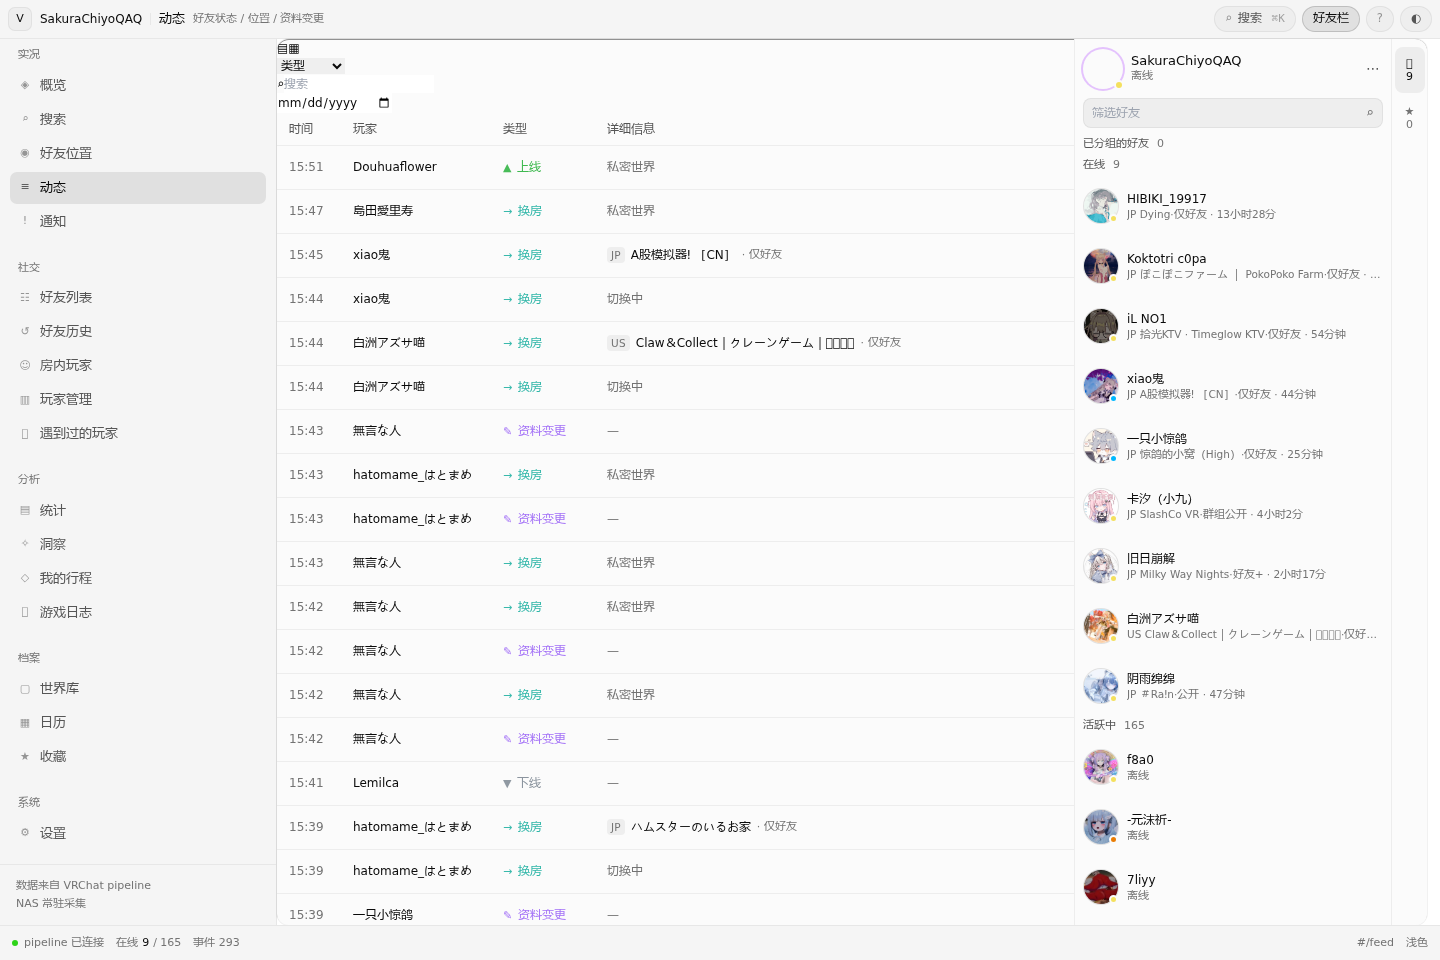 V SakuraChiyoQAQ 动态 好友状态 / 位置 / 资料变更
搜索 ⌘K 好友栏 ?
实况
概览
搜索
好友位置
动态
! 通知
社交
好友列表
好友历史
房内玩家
玩家管理
遇到过的玩家
分析
统计
洞察
我的行程
游戏日志
档案
世界库
日历
收藏
系统
设置
数据来自 VRChat pipeline
NAS 常驻采集
类型
搜索
mm/dd/yyyy
时间 玩家 类型 详细信息
15:51 Douhuaflower ▲ 上线 私密世界
15:47 島田愛里寿 → 换房 私密世界
15:45 xiao鬼 → 换房 JP A股模拟器! [CN] · 仅好友
15:44 xiao鬼 → 换房 切换中
15:44 白洲アズサ喵 → 换房 US Claw&Collect | クレーンゲーム | · 仅好友
15:44 白洲アズサ喵 → 换房 切换中
15:43 無言な人 ✎ 资料变更 —
15:43 hatomame_はとまめ → 换房 私密世界
15:43 hatomame_はとまめ ✎ 资料变更 —
15:43 無言な人 → 换房 私密世界
15:42 無言な人 → 换房 私密世界
15:42 無言な人 ✎ 资料变更 —
15:42 無言な人 → 换房 私密世界
15:42 無言な人 ✎ 资料变更 —
15:41 Lemilca ▼ 下线 —
15:39 hatomame_はとまめ → 换房 JP ハムスターのいるお家 · 仅好友
15:39 hatomame_はとまめ → 换房 切换中
15:39 一只小惊鸽 ✎ 资料变更 —
SakuraChiyoQAQ
离线
...
筛选好友
已分组的好友 0
在线 9
HIBIKI_19917
JP Dying·仅好友 · 13小时28分
Koktotri c0pa
JP ぽこぽこファーム | PokoPoko Farm·仅好友 · ...
iL NO1
JP 拾光KTV · Timeglow KTV·仅好友 · 54分钟
xiao鬼
JP A股模拟器! [CN] ·仅好友 · 44分钟
一只小惊鸽
JP 惊鸽的小窝（High）·仅好友 · 25分钟
卡汐（小九）
JP SlashCo VR·群组公开 · 4小时2分
旧日崩解
JP Milky Way Nights·好友+ · 2小时17分
白洲アズサ喵
US Claw&Collect | クレーンゲーム | ·仅好...
阴雨绵绵
JP #Ra!n·公开 · 47分钟
活跃中 165
f8a0
离线
-元沫祈-
离线
7liyy
离线
9
★
0
pipeline 已连接 在线 9 / 165 事件 293
#/feed 浅色